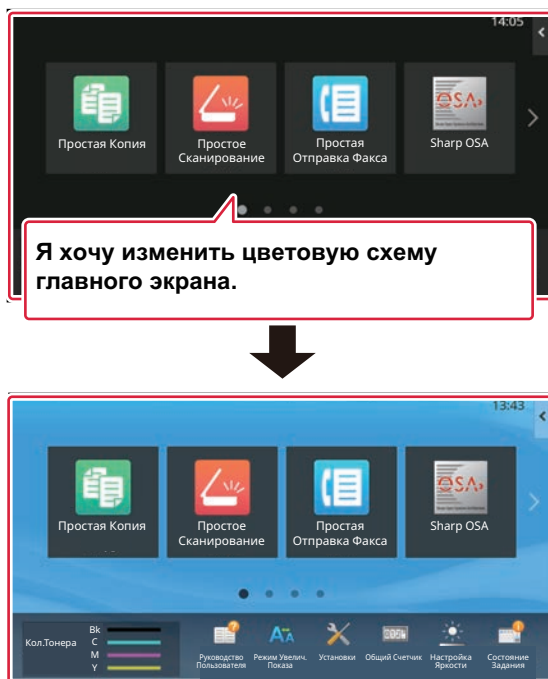 14:05
Простая Копия
Простое
Сканирование
Простая
Отправка Факса
Sharp OSA
Я хочу изменить цветовую схему
главного экрана.
13:43
Простая Копия
Простое
Сканирование
Простая
Отправка Факса
Sharp OSA
Кол.Тонера
Bk
C
M
Y
Руководство
Пользователя
Режим Увелич.
Показа
Установки
Общий Счетчик
Настройка
Яркости
Состояние
Задания